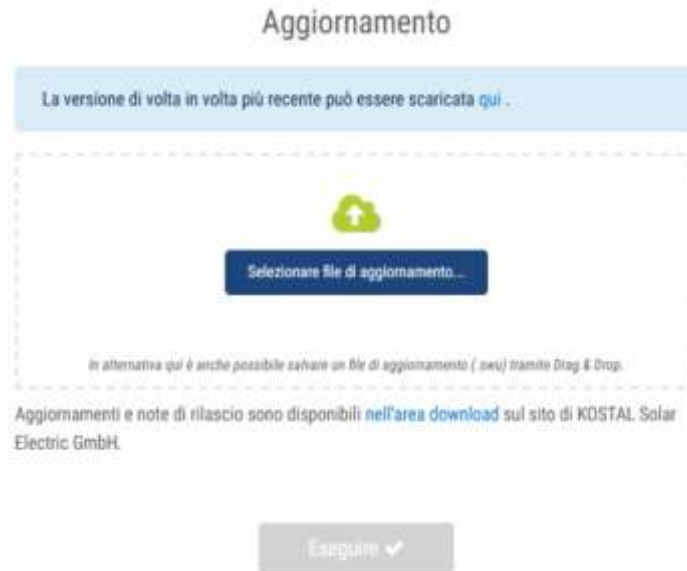 Aggiornamento
La versione di volta in volta più recente può essere scaricata qui .
Selezionare file di aggiornamento...
In alternativa qui è anche possibile salvare un file di aggiornamento (.swu) tramite Drag & Drop.
Aggiornamenti e note di rilascio sono disponibili nell'area download sul sito di KOSTAL Solar
Electric GmbH.
Eseguire ✔